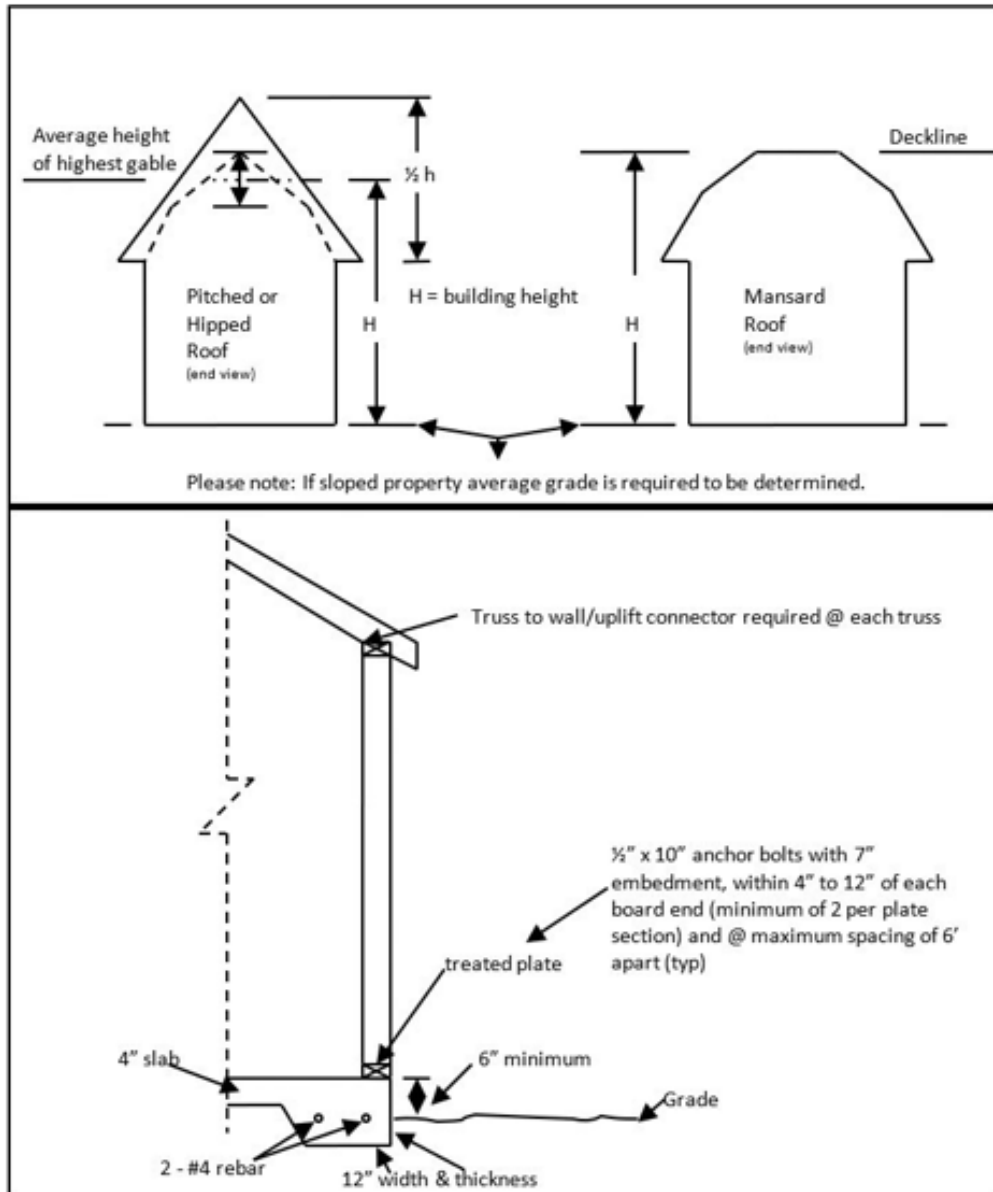 Average height
of highest gable
½ h
Deckline
Pitched or
Hipped
Roof
(end view)
H = building height
H
H
Mansard
Roof
(end view)
Please note: If sloped property average grade is required to be determined.
Truss to wall/uplift connector required @ each truss
½” x 10” anchor bolts with 7”
embedment, within 4” to 12” of each
board end (minimum of 2 per plate
section) and @ maximum spacing of 6’
apart (typ)
treated plate
4” slab
6” minimum
Grade
2 - #4 rebar
12” width & thickness